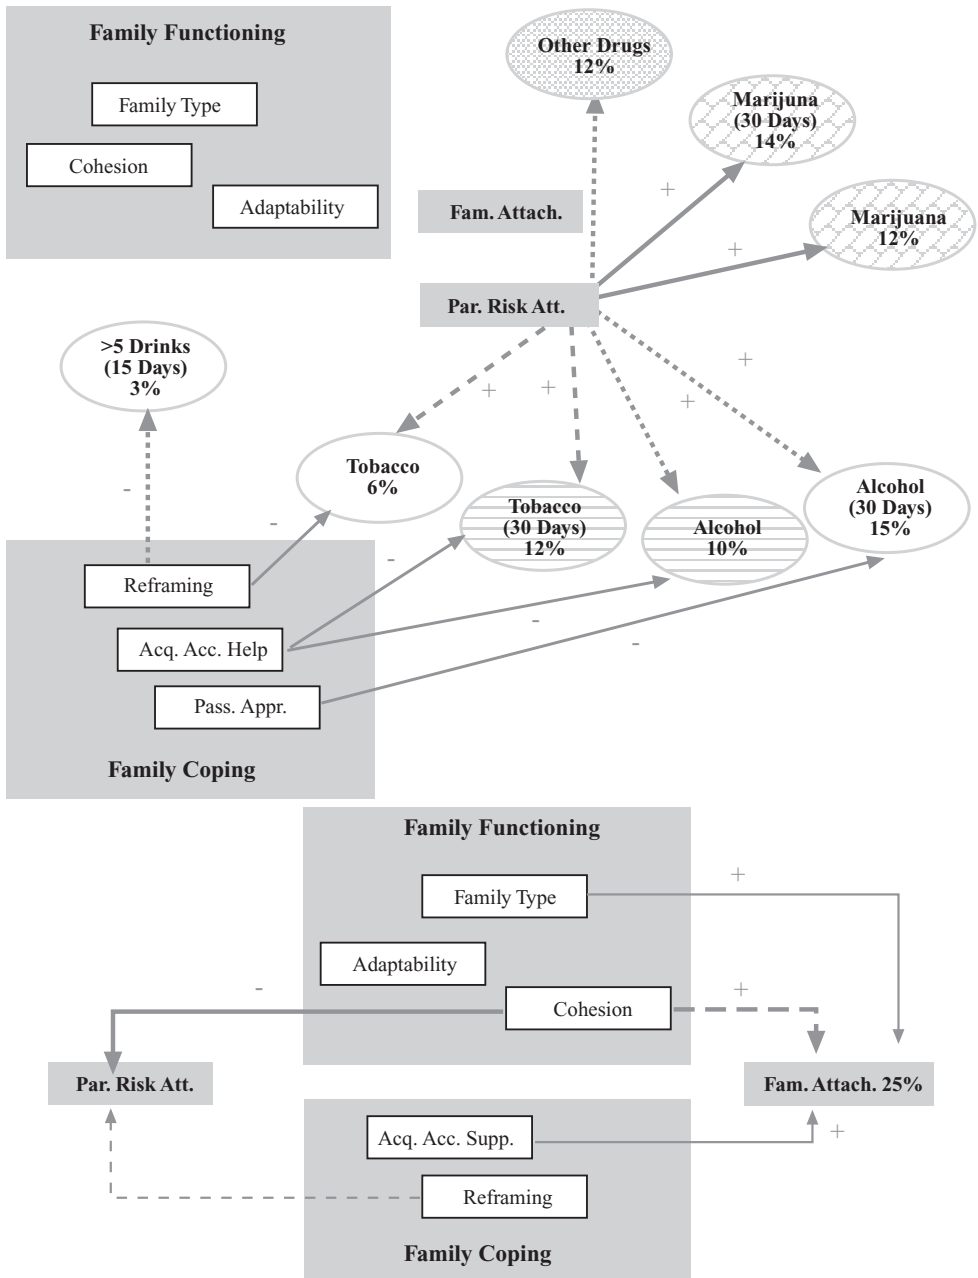 Family Functioning
Family Type
Cohesion
Adaptability
Other Drugs
12%
Marijuna
(30 Days)
14%
Marijuana
12%
Fam. Attach.
Par. Risk Att.
+
+
>5 Drinks
(15 Days)
3%
+
+
+
+
Tobacco
6%
Tobacco
(30 Days)
12%
Alcohol
10%
Alcohol
(30 Days)
15%
-
-
-
-
-
Reframing
Acq. Acc. Help
Pass. Appr.
Family Coping
Family Functioning
Family Type
+
Adaptability
Cohesion
-
+
Par. Risk Att.
Fam. Attach. 25%
Acq. Acc. Supp.
+
Reframing
Family Coping